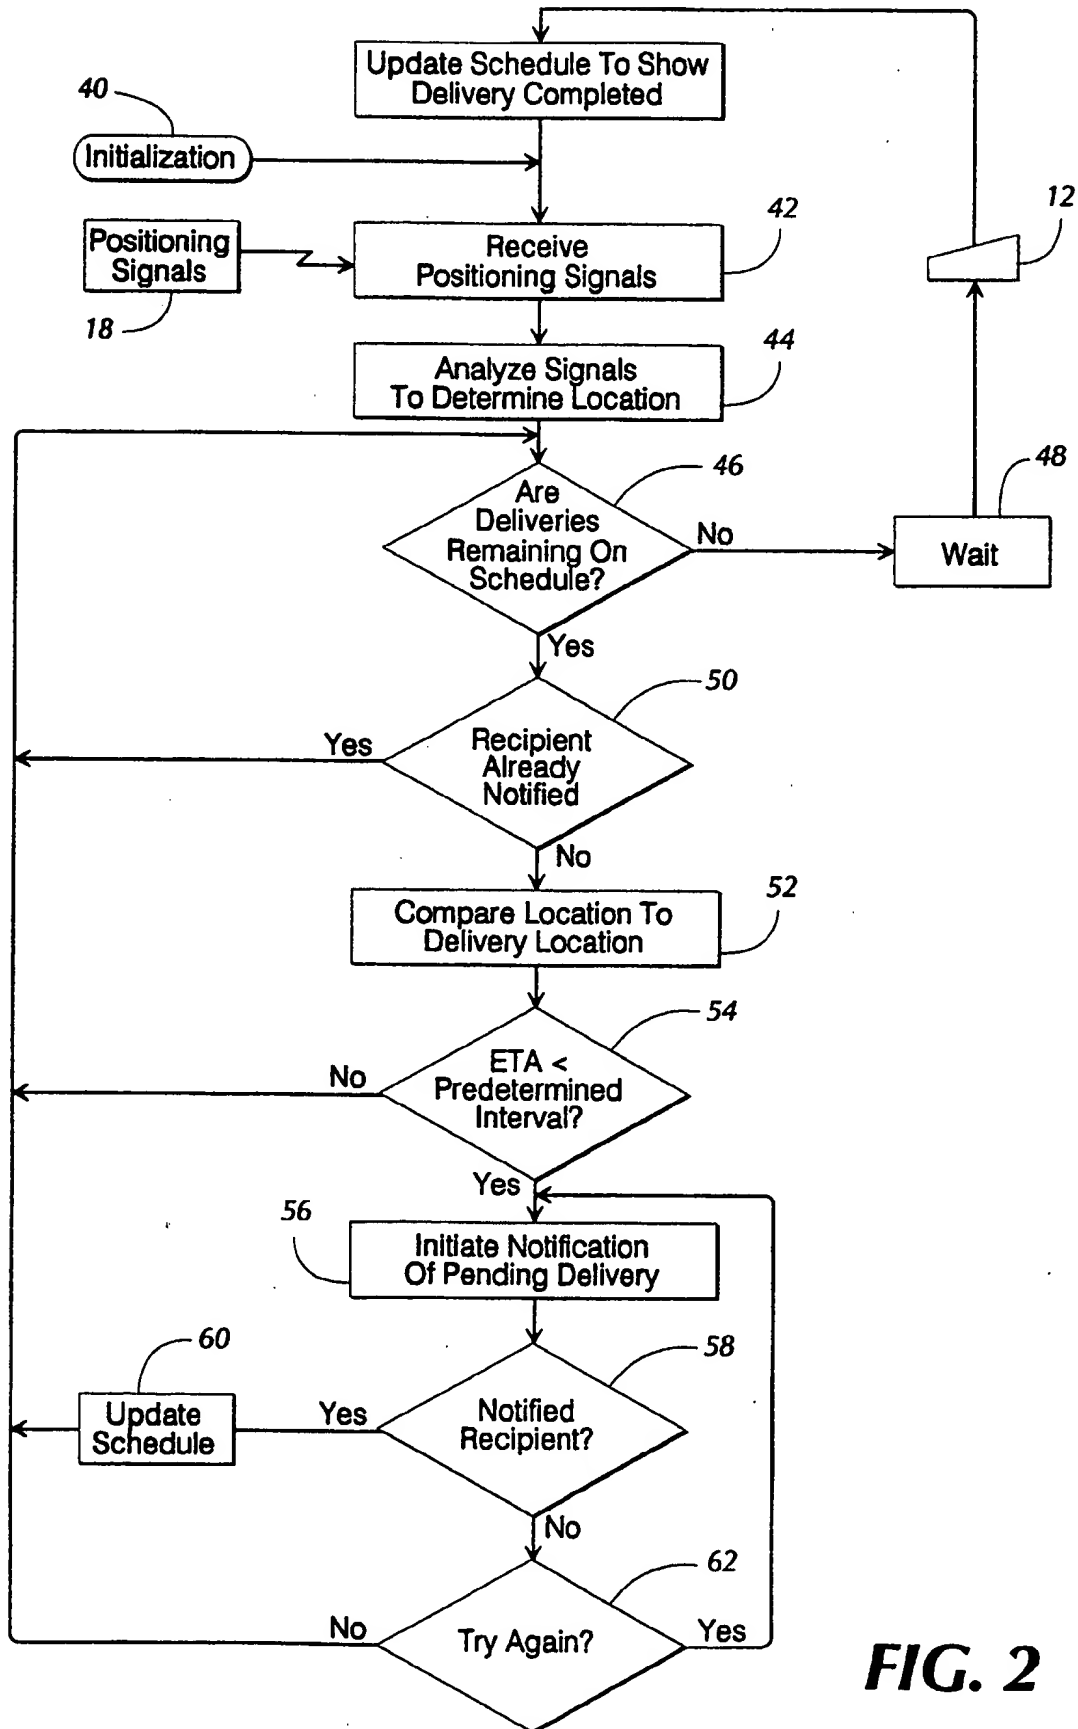 Update Schedule To Show
Delivery Completed
40
Initialization
12
42
Positioning
Signals
Receive
Positioning Signals
18
44
Analyze Signals
To Determine Location
46
48
Are
Deliveries
Remaining On
Schedule?
No
Wait
Yes
50
Yes
Recipient
Already
Notified
No
52
Compare Location To
Delivery Location
54
No
ETA <
Predetermined
Interval?
Yes
56
Initiate Notification
Of Pending Delivery
60
58
Update
Schedule
Yes
Notified
Recipient?
No
62
No
Try Again?
Yes
FIG. 2